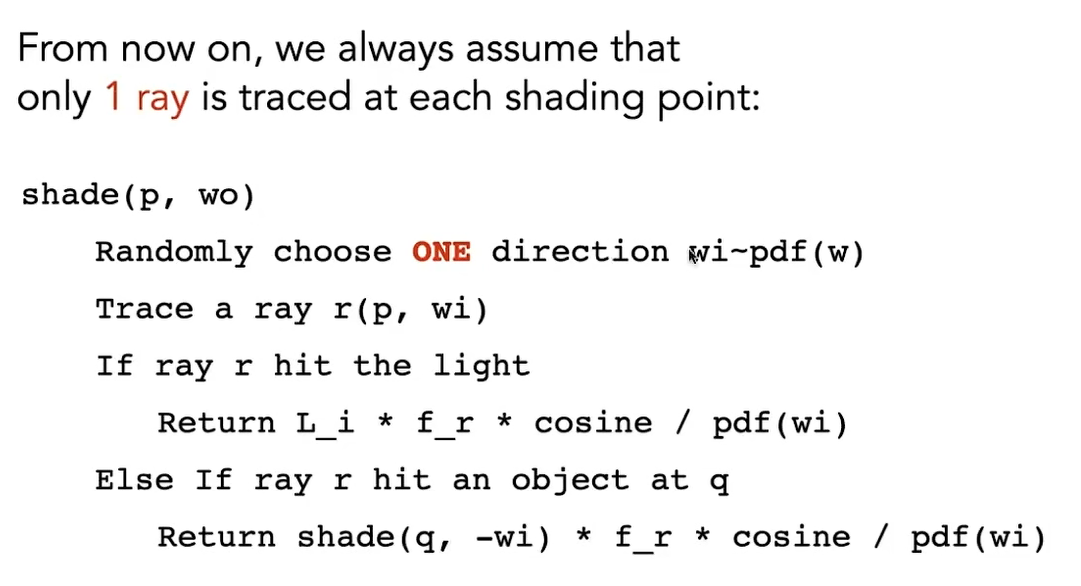 From now on, we always assume that
only 1 ray is traced at each shading point:
shade(p, wo)
Randomly choose ONE direction wi~pdf(w)
Trace a ray r(p, wi)
If ray r hit the light
Return L_i * f_r * cosine / pdf(wi)
Else If ray r hit an object at q
Return shade(q, -wi) * f_r * cosine / pdf(wi)